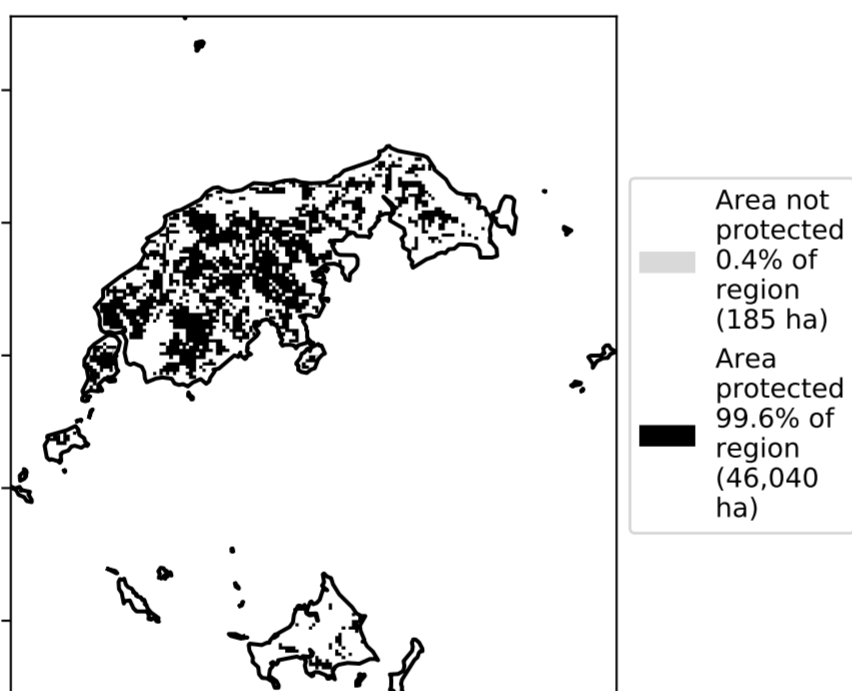 Area not
protected
0.4% of
region
(185 ha)
Area
protected
99.6% of
region
(46,040
ha)